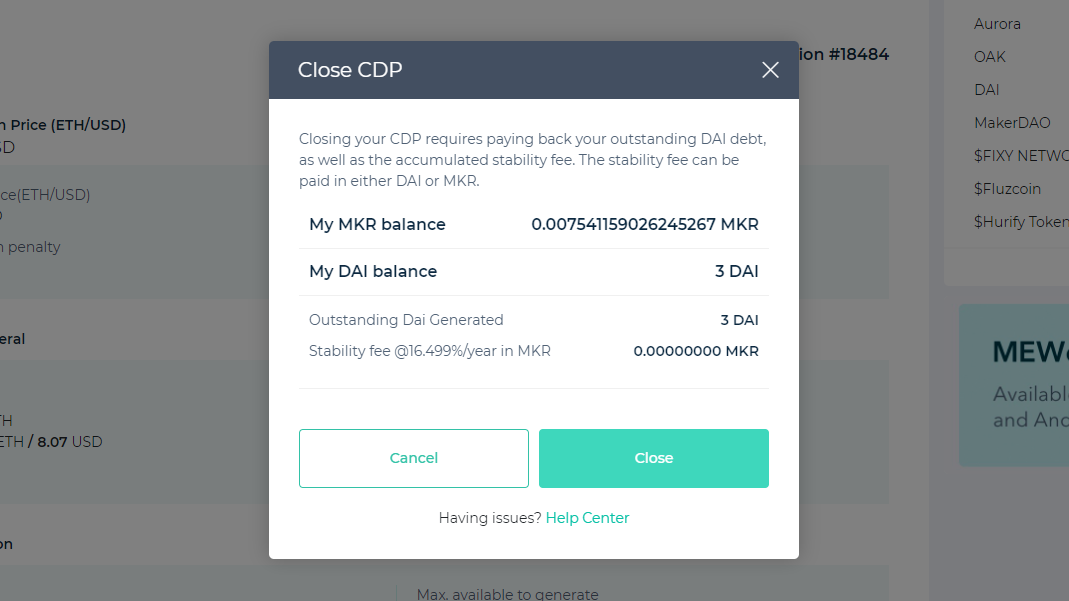 Close CDP
ion #18484
Price (ETH/USD)
Closing your CDP requires paying back your outstanding DAI debt,
as well as the accumulated stability fee. The stability fee can be
paid in either DAI or MKR.
My MKR balance 0.007541159026245267 MKR
My DAI balance 3 DAI
Outstanding Dai Generated 3 DAI
Stability fee @16.499%/year in MKR 0.00000000 MKR
Cancel Close
Having issues? Help Center
ce(ETH/USD)
penalty
eral
TH
ETH / 8.07 USD
on
Max. available to generate
Aurora
OAK
DAI
MakerDAO
$FIXY NETWO
$Fluzcoin
$Hurify Token
MEW
Available
and And